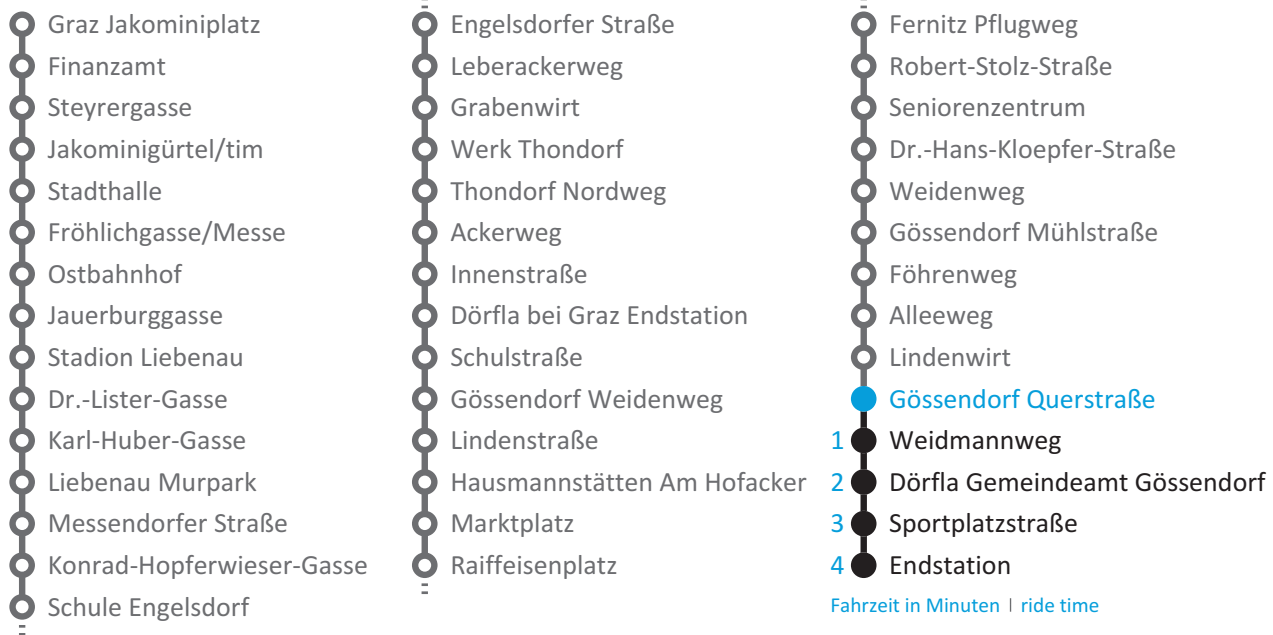 Graz Jakominiplatz
Finanzamt
Steyrergasse
Jakominigürtel/tim
Stadthalle
Fröhlichgasse/Messe
Ostbahnhof
Jauerburggasse
Stadion Liebenau
Dr.-Lister-Gasse
Karl-Huber-Gasse
Liebenau Murpark
Messendorfer Straße
Konrad-Hopferwieser-Gasse
Schule Engelsdorf
Engelsdorfer Straße
Leberackerweg
Grabenwirt
Werk Thondorf
Thondorf Nordweg
Ackerweg
Innenstraße
Dörfla bei Graz Endstation
Schulstraße
Gössendorf Weidenweg
Lindenstraße
Hausmannstätten Am Hofacker
Marktplatz
Raiffeisenplatz
Fernitz Pflugweg
Robert-Stolz-Straße
Seniorenzentrum
Dr.-Hans-Kloepfer-Straße
Weidenweg
Gössendorf Mühlstraße
Föhrenweg
Alleeweg
Lindenwirt
Gössendorf Querstraße
1 Weidmannweg
2 Dörfla Gemeindeamt Gössendorf
3 Sportplatzstraße
4 Endstation
Fahrzeit in Minuten | ride time